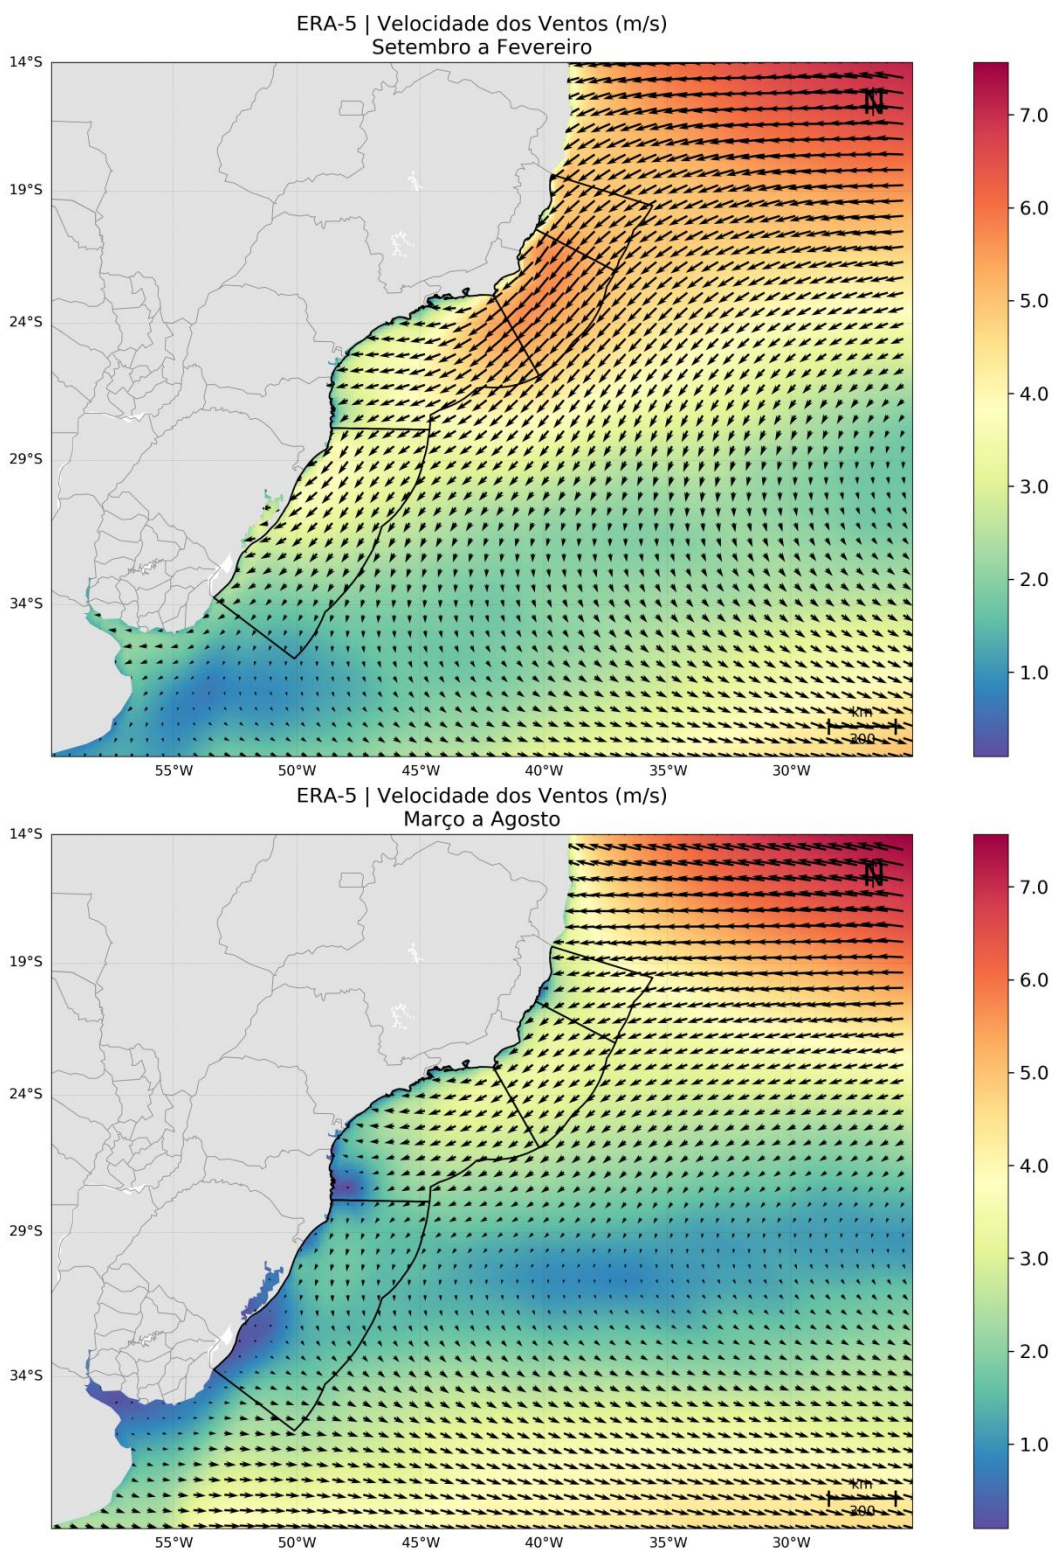 ERA-5 | Velocidade dos Ventos (m/s)
Setembro a Fevereiro
14°S
19°S
24°S
29°S
34°S
55°W 50°W 45°W 40°W 35°W 30°W
N
km
300
7.0
6.0
5.0
4.0
3.0
2.0
1.0
ERA-5 | Velocidade dos Ventos (m/s)
Março a Agosto
14°S
19°S
24°S
29°S
34°S
55°W 50°W 45°W 40°W 35°W 30°W
N
km
300
7.0
6.0
5.0
4.0
3.0
2.0
1.0